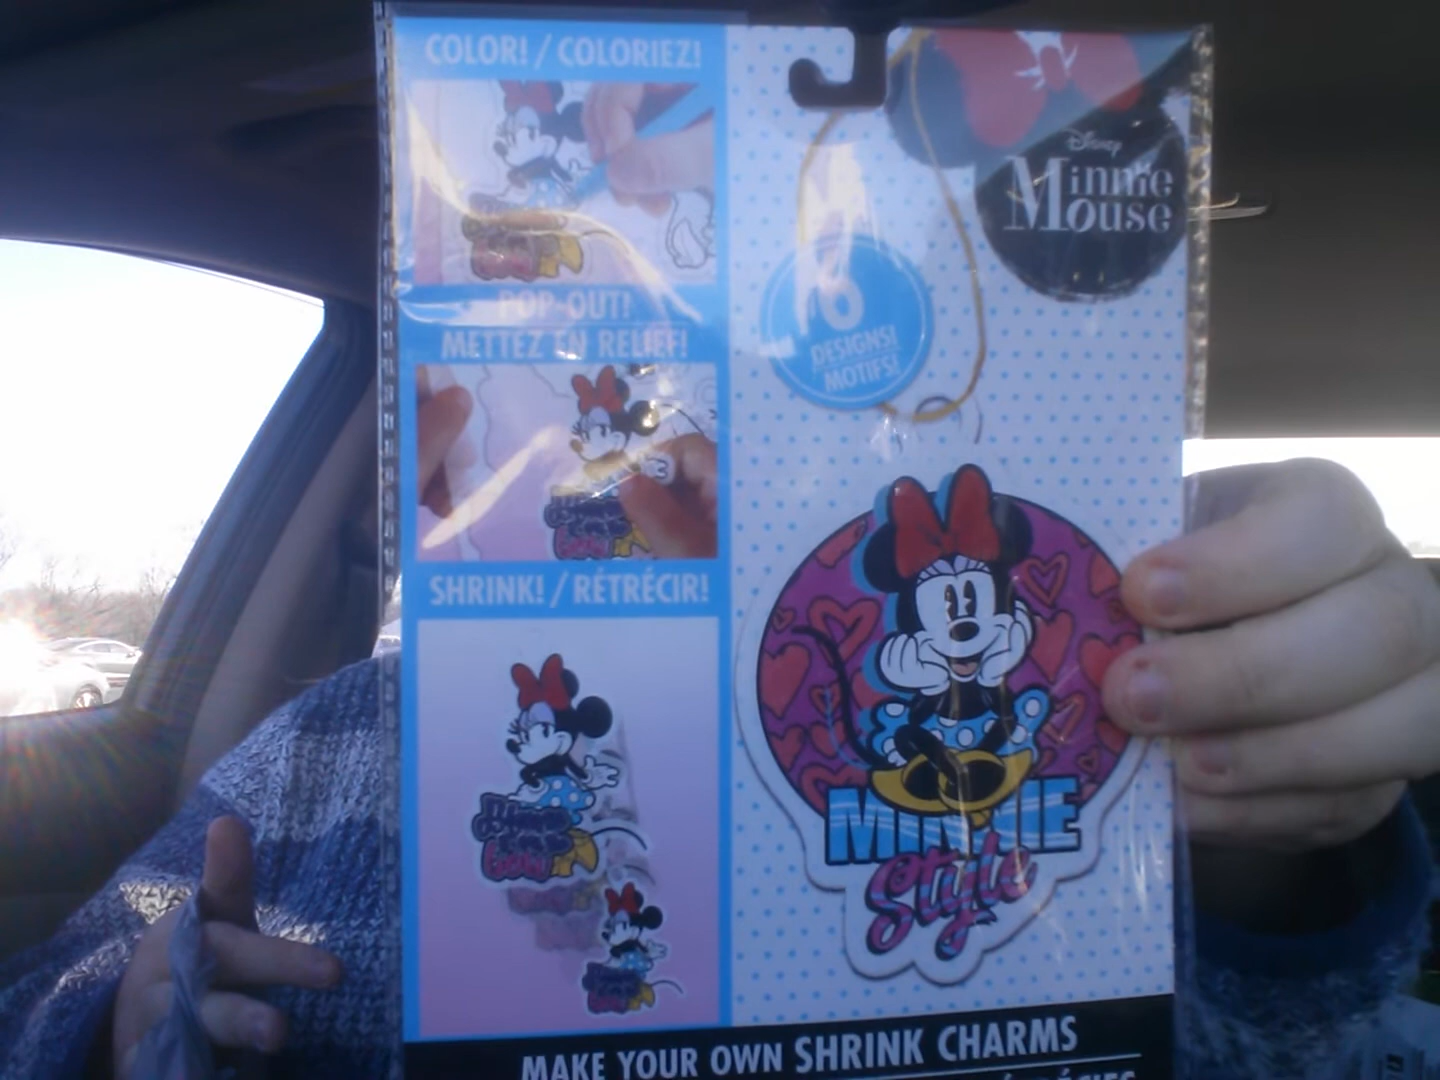 COLOR! / COLORIEZ!
POP-OUT!
METTEZ EN RELIEF!
SHRINK! / RÉTRÉCIR!
Disney
Minnie
Mouse
6
DESIGNS!
MOTIFS!
MINNIE
Style
MAKE YOUR OWN SHRINK CHARMS